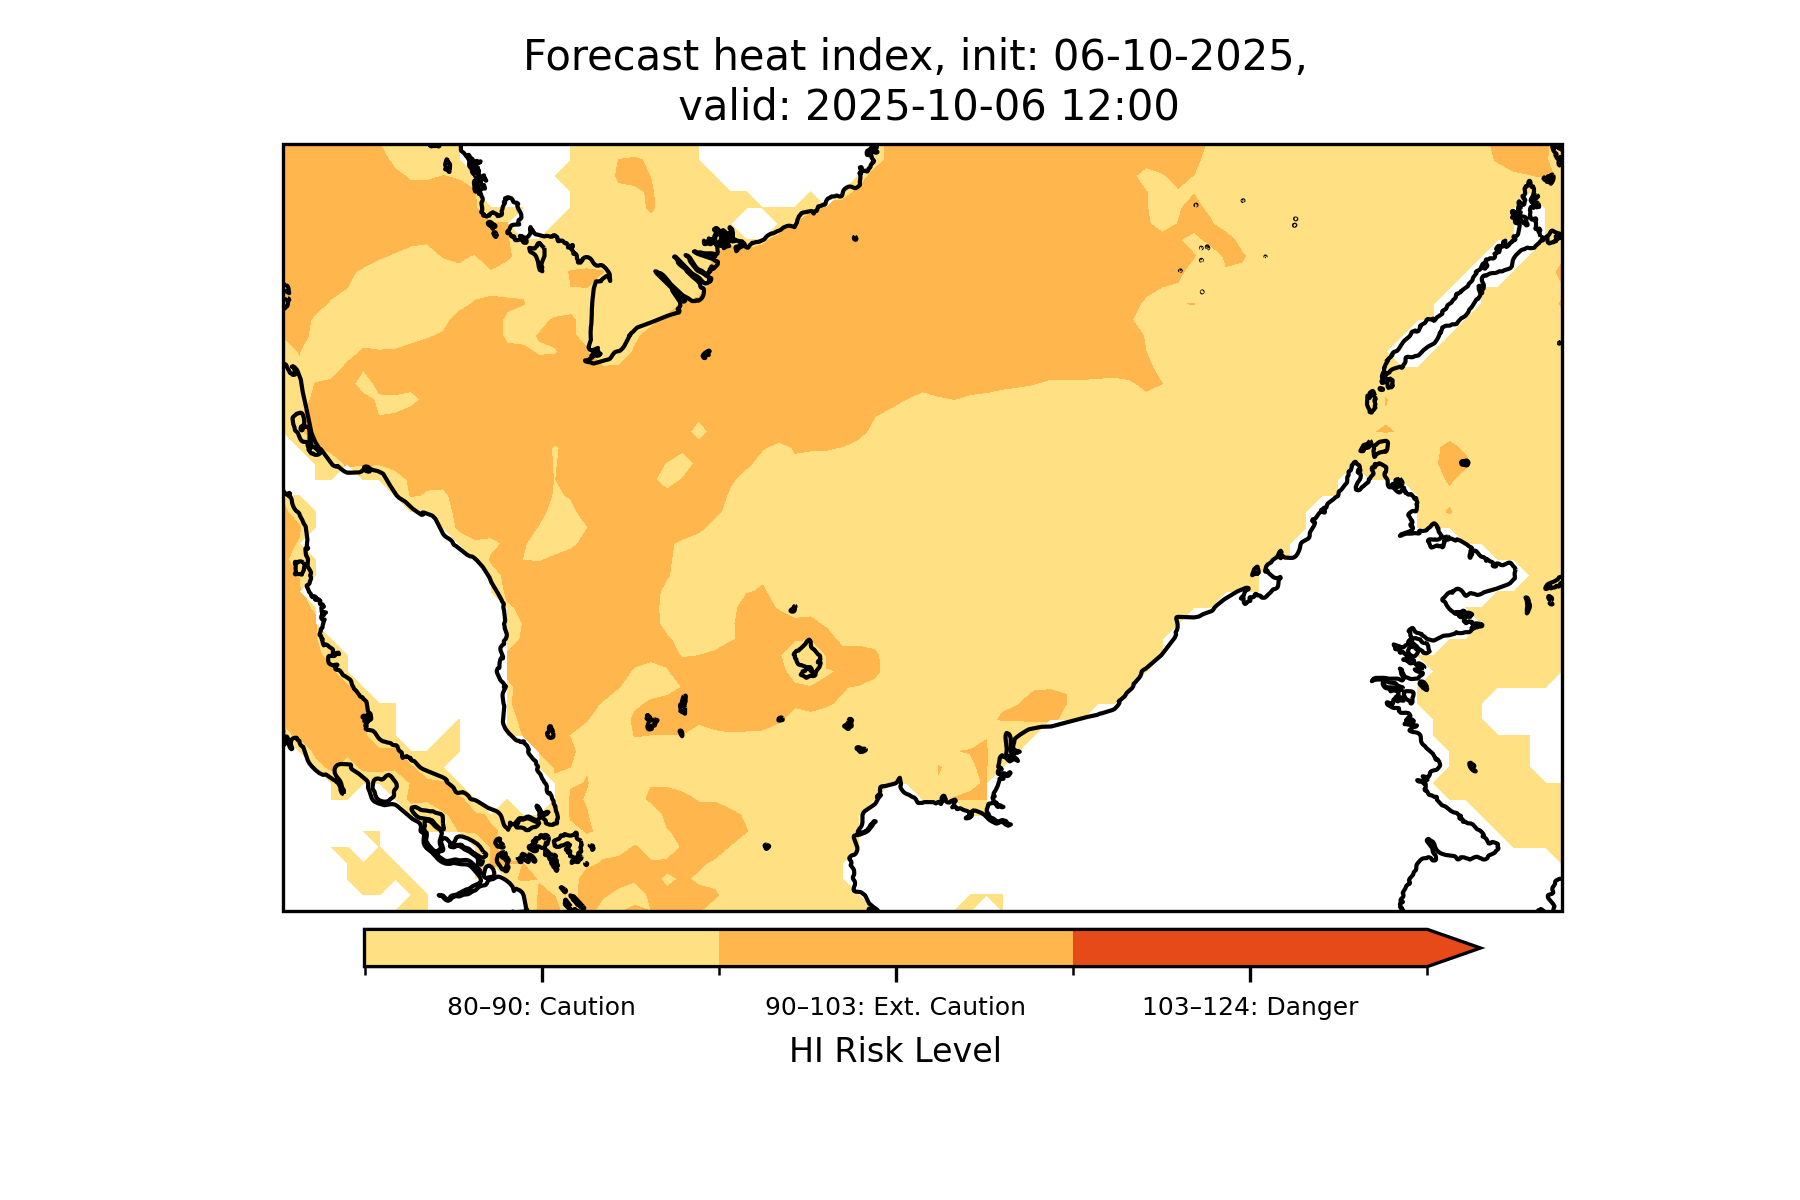 Forecast heat index, init: 06-10-2025,
valid: 2025-10-06 12:00
80–90: Caution
90–103: Ext. Caution
103–124: Danger
HI Risk Level